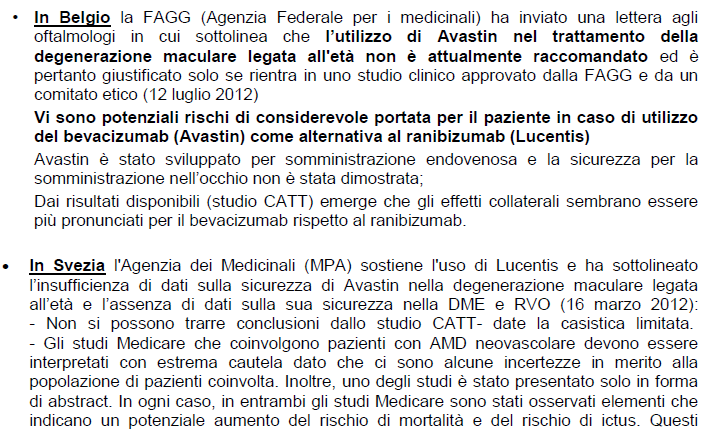 • In Belgio la FAGG (Agenzia Federale per i medicinali) ha inviato una lettera agli
oftalmologi in cui sottolinea che l'utilizzo di Avastin nel trattamento della
degenerazione maculare legata all'età non è attualmente raccomandato ed è
pertanto giustificato solo se rientra in uno studio clinico approvato dalla FAGG e da un
comitato etico (12 luglio 2012)
Vi sono potenziali rischi di considerevole portata per il paziente in caso di utilizzo
del bevacizumab (Avastin) come alternativa al ranibizumab (Lucentis)
Avastin è stato sviluppato per somministrazione endovenosa e la sicurezza per la
somministrazione nell'occhio non è stata dimostrata;
Dai risultati disponibili (studio CATT) emerge che gli effetti collaterali sembrano essere
più pronunciati per il bevacizumab rispetto al ranibizumab.
• In Svezia l'Agenzia dei Medicinali (MPA) sostiene l'uso di Lucentis e ha sottolineato
l'insufficienza di dati sulla sicurezza di Avastin nella degenerazione maculare legata
all'età e l'assenza di dati sulla sua sicurezza nella DME e RVO (16 marzo 2012):
- Non si possono trarre conclusioni dallo studio CATT- date la casistica limitata.
- Gli studi Medicare che coinvolgono pazienti con AMD neovascolare devono essere
interpretati con estrema cautela dato che ci sono alcune incertezze in merito alla
popolazione di pazienti coinvolta. Inoltre, uno degli studi è stato presentato solo in forma
di abstract. In ogni caso, in entrambi gli studi Medicare sono stati osservati elementi che
indicano un potenziale aumento del rischio di mortalità e del rischio di ictus. Questi